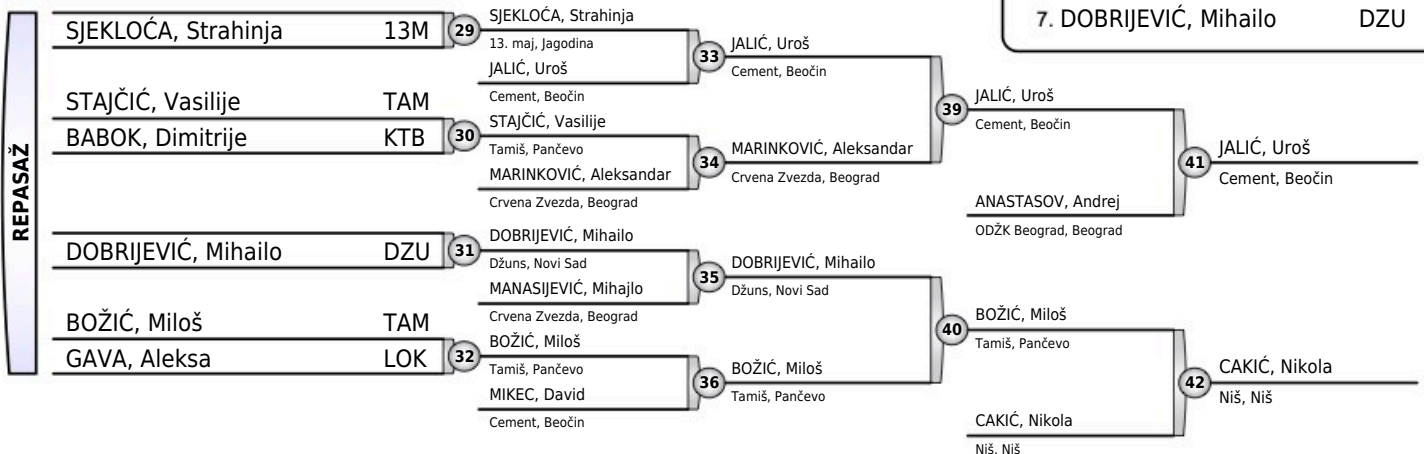 7. DOBRIJEVIĆ, Mihailo DZU
REPASAŽ
SJEKLOĆA, Strahinja 13M
STAJČIĆ, Vasilije TAM
BABOK, Dimitrije KTB
DOBRIJEVIĆ, Mihailo DZU
BOŽIĆ, Miloš TAM
GAVA, Aleksa LOK
29
30
31
32
SJEKLOĆA, Strahinja
13. maj, Jagodina
JALIĆ, Uroš
Cement, Beočin
STAJČIĆ, Vasilije
Tamiš, Pančevo
MARINKOVIĆ, Aleksandar
Crvena Zvezda, Beograd
DOBRIJEVIĆ, Mihailo
Džuns, Novi Sad
MANASIJEVIĆ, Mihajlo
Crvena Zvezda, Beograd
BOŽIĆ, Miloš
Tamiš, Pančevo
MIKEC, David
Cement, Beočin
33
34
35
36
JALIĆ, Uroš
Cement, Beočin
MARINKOVIĆ, Aleksandar
Crvena Zvezda, Beograd
DOBRIJEVIĆ, Mihailo
Džuns, Novi Sad
BOŽIĆ, Miloš
Tamiš, Pančevo
39
40
JALIĆ, Uroš
Cement, Beočin
ANASTASOV, Andrej
ODŽK Beograd, Beograd
BOŽIĆ, Miloš
Tamiš, Pančevo
CAKIĆ, Nikola
Niš, Niš
41
42
JALIĆ, Uroš
Cement, Beočin
CAKIĆ, Nikola
Niš, Niš